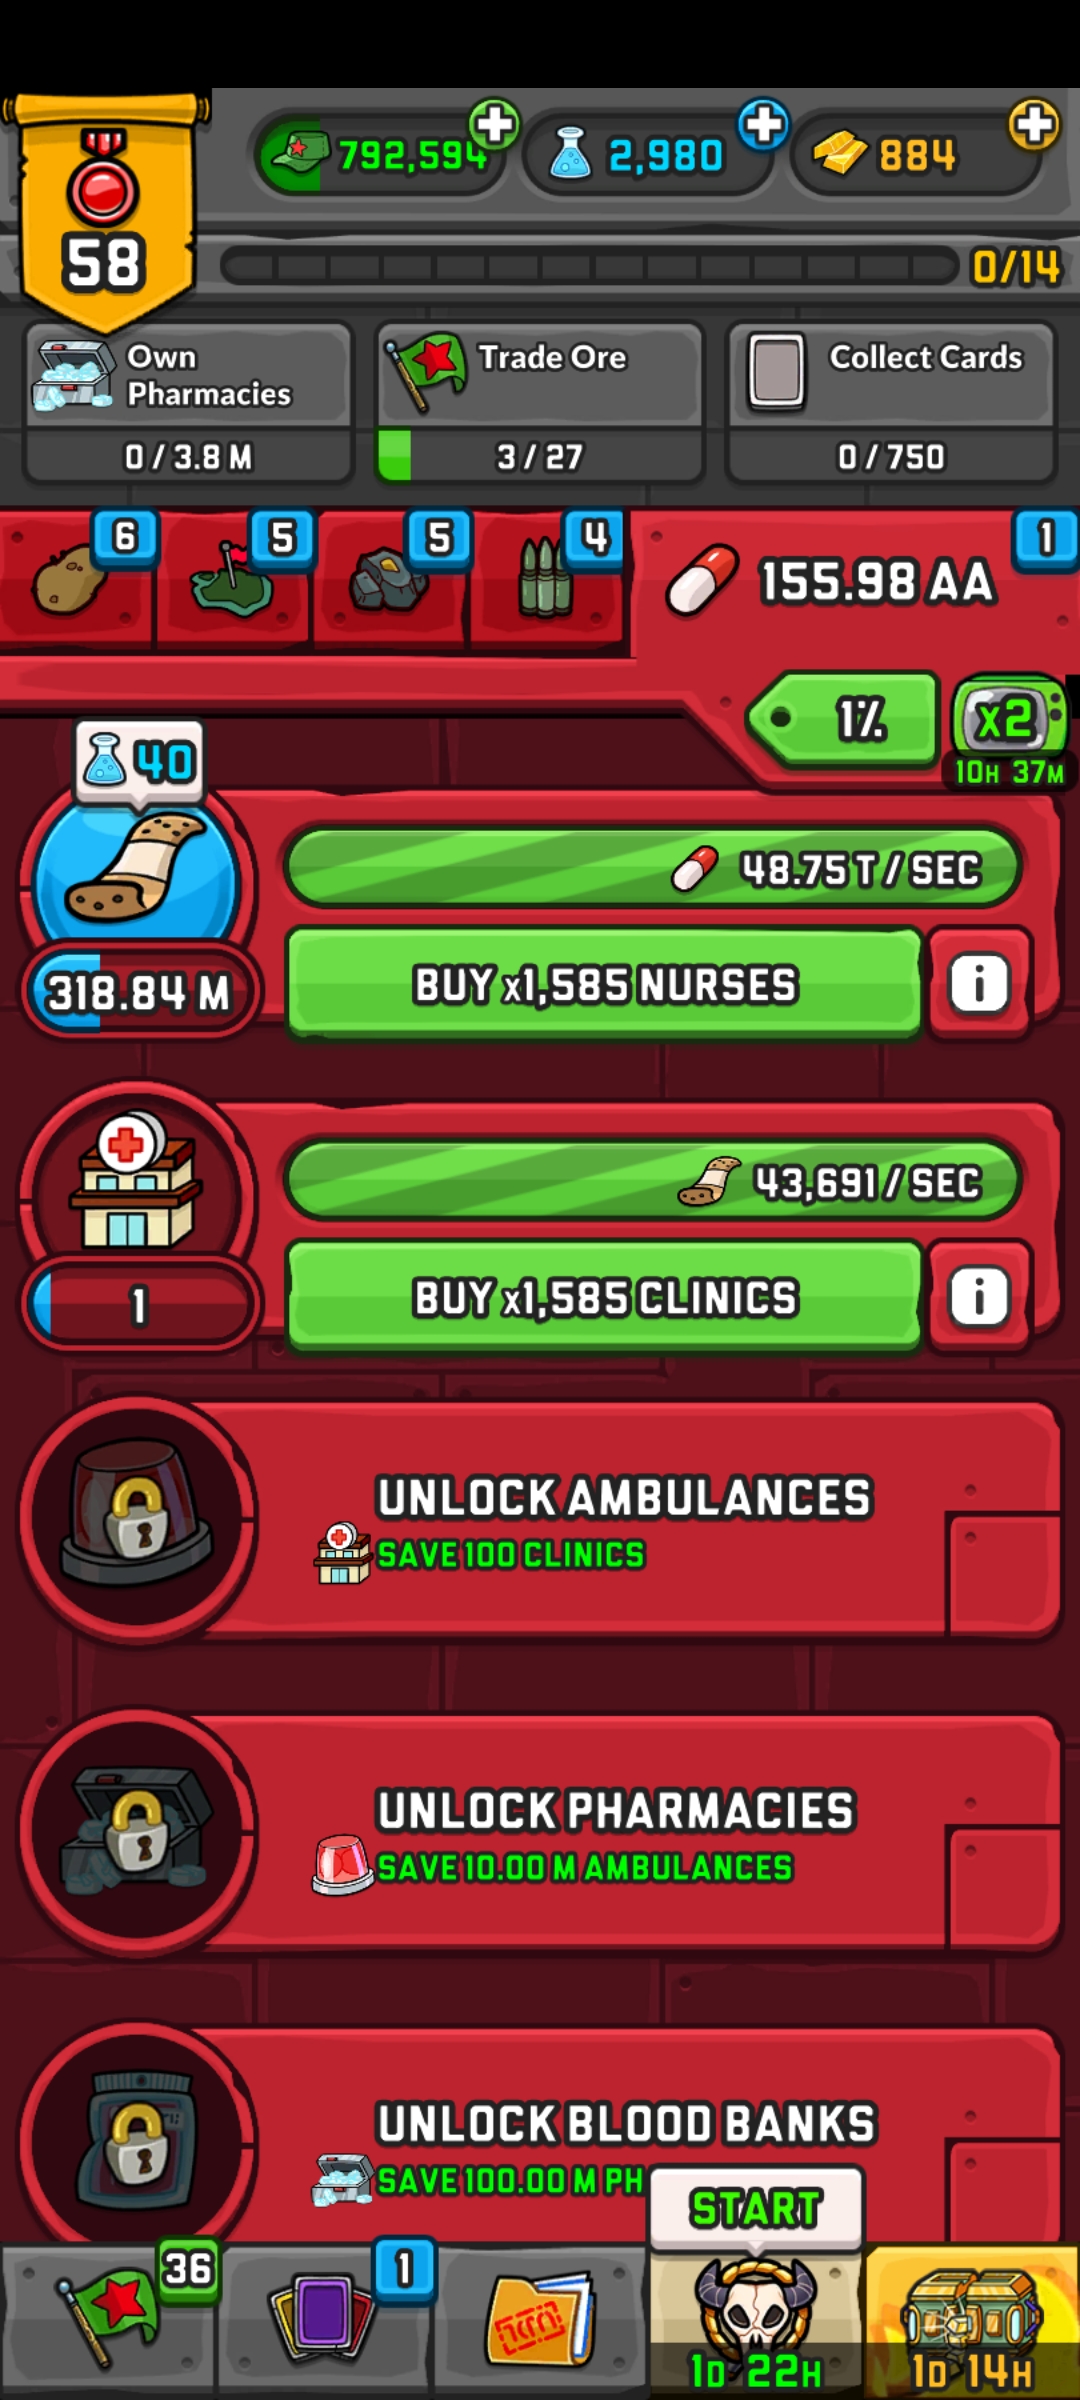 58
792,594
2,980
884
0/14
Own
Pharmacies
0 / 3.8 M
Trade Ore
3 / 27
Collect Cards
0 / 750
6
5
5
4
1
155.98 AA
1%
x2
10H 37M
40
48.75 T / SEC
318.84 M
BUY x1,585 NURSES
i
43,691 / SEC
1
BUY x1,585 CLINICS
i
UNLOCK AMBULANCES
SAVE 100 CLINICS
UNLOCK PHARMACIES
SAVE 10.00 M AMBULANCES
UNLOCK BLOOD BANKS
SAVE 100.00 M PH
START
36
1
1D 22H
1D 14H